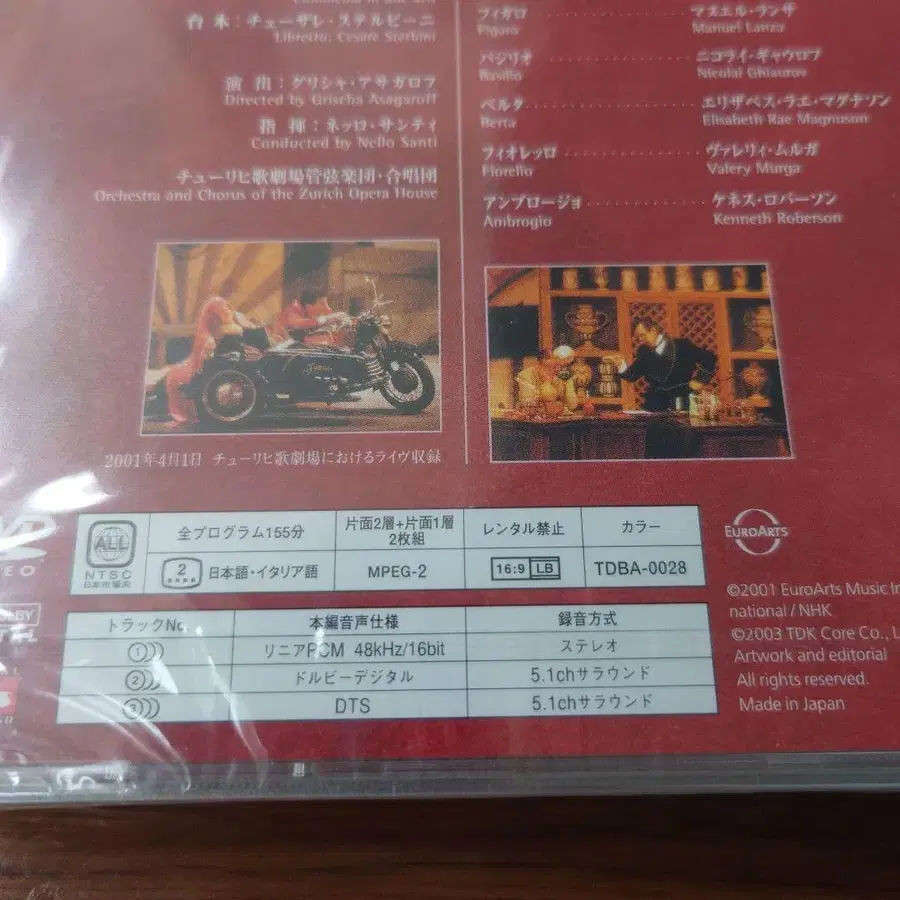 台 本：チェーザレ・ステルビーニ
Libretto: Cesare Sterbini
演 出：グリシャ・アサガロフ
Directed by Grischa Asagaroff
指 揮：ネッロ・サンティ
Conducted by Nello Santi
チューリヒ歌劇場管弦楽団・合唱団
Orchestra and Chorus of the Zurich Opera House
フィガロ マヌエル・ランザ
Figaro Manuel Lanza
バジリオ ニコライ・ギャウロフ
Basilio Nicolai Ghiaurov
ベルタ エリザベス・ラエ・マグナソン
Berta Elisabeth Rae Magnuson
フィオレッロ ヴァレリィ・ムルガ
Fiorello Valery Murga
アンブロージョ ケネス・ロバーソン
Ambrogio Kenneth Roberson
2001年4月1日 チューリヒ歌劇場におけるライヴ収録
ALL
NTSC
日本市場向
全プログラム155分
片面2層+片面1層
2枚組
レンタル禁止
カラー
2
日本語・イタリア語
MPEG-2
16:9 LB
TDBA-0028
トラックNo. 本編音声仕様 録音方式
1 リニアPCM 48kHz/16bit ステレオ
2 ドルビーデジタル 5.1chサラウンド
3 DTS 5.1chサラウンド
EUROARTS
©2001 EuroArts Music In
national / NHK
©2003 TDK Core Co., L
Artwork and editorial
All rights reserved.
Made in Japan